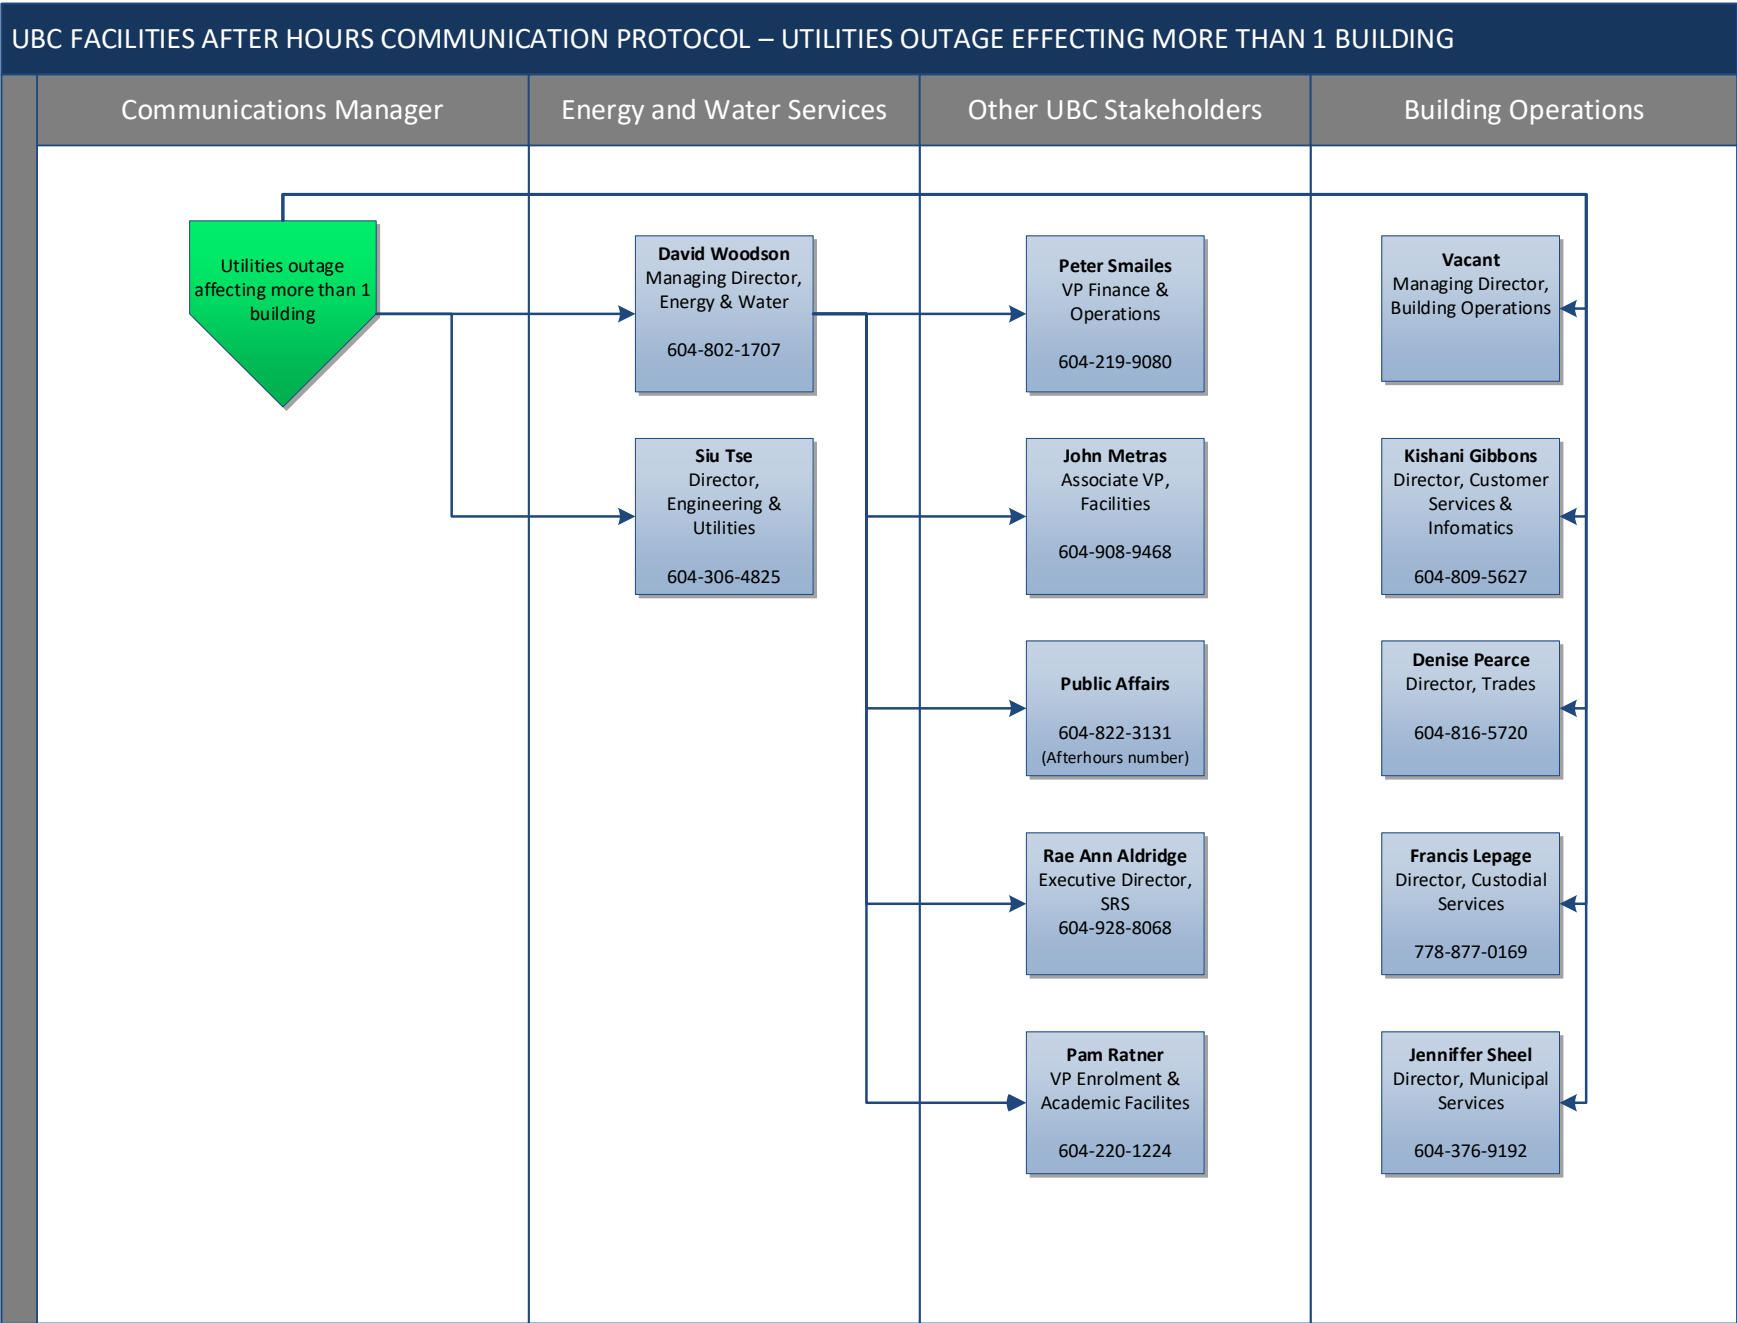 UBC FACILITIES AFTER HOURS COMMUNICATION PROTOCOL – UTILITIES OUTAGE EFFECTING MORE THAN 1 BUILDING
Communications Manager
Energy and Water Services
Other UBC Stakeholders
Building Operations
Utilities outage
affecting more than 1
building
David Woodson
Managing Director,
Energy & Water
604-802-1707
Siu Tse
Director,
Engineering &
Utilities
604-306-4825
Peter Smailes
VP Finance &
Operations
604-219-9080
John Metras
Associate VP,
Facilities
604-908-9468
Public Affairs
604-822-3131
(Afterhours number)
Rae Ann Aldridge
Executive Director,
SRS
604-928-8068
Pam Ratner
VP Enrolment &
Academic Facilites
604-220-1224
Vacant
Managing Director,
Building Operations
Kishani Gibbons
Director, Customer
Services &
Infomatics
604-809-5627
Denise Pearce
Director, Trades
604-816-5720
Francis Lepage
Director, Custodial
Services
778-877-0169
Jenniffer Sheel
Director, Municipal
Services
604-376-9192